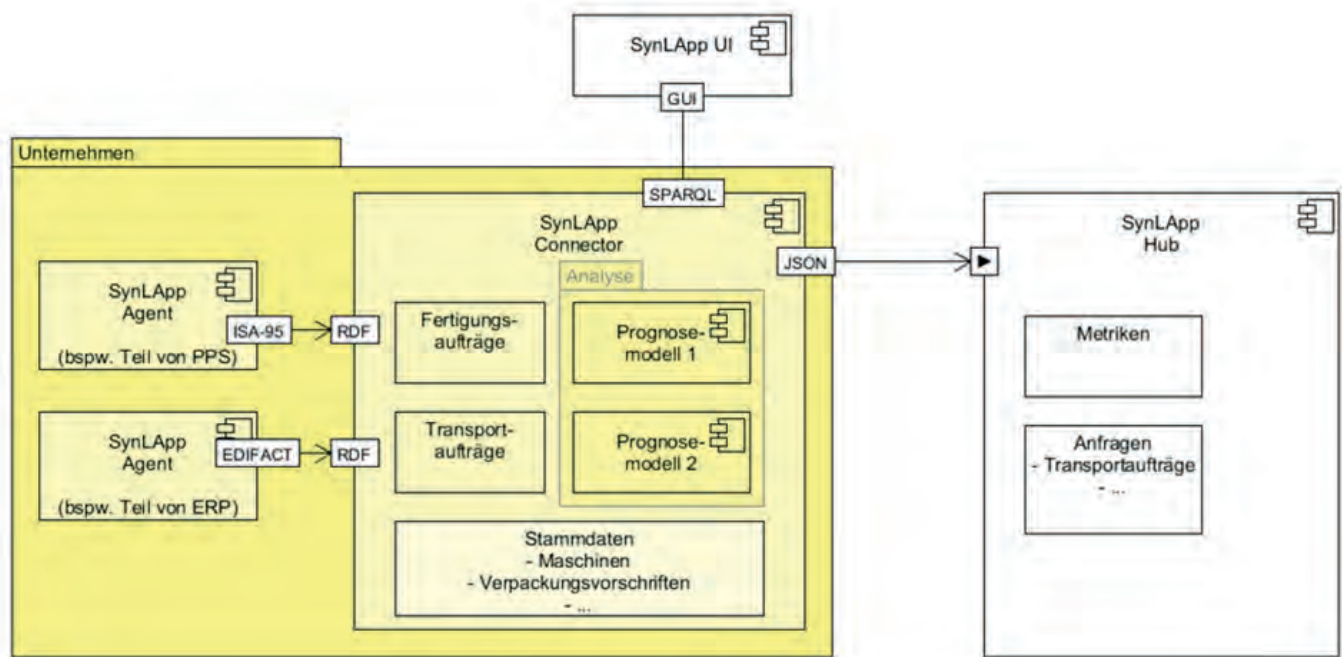 SynLApp UI
GUI
Unternehmen
SPARQL
SynLApp
Connector
JSON
SynLApp
Hub
SynLApp
Agent
ISA-95
(bspw. Teil von PPS)
RDF
Fertigungs-
aufträge
Analyse
Prognose-
modell 1
Metriken
SynLApp
Agent
EDIFACT
(bspw. Teil von ERP)
RDF
Transport-
aufträge
Prognose-
modell 2
Anfragen
- Transportaufträge
- ...
Stammdaten
- Maschinen
- Verpackungsvorschriften
- ...